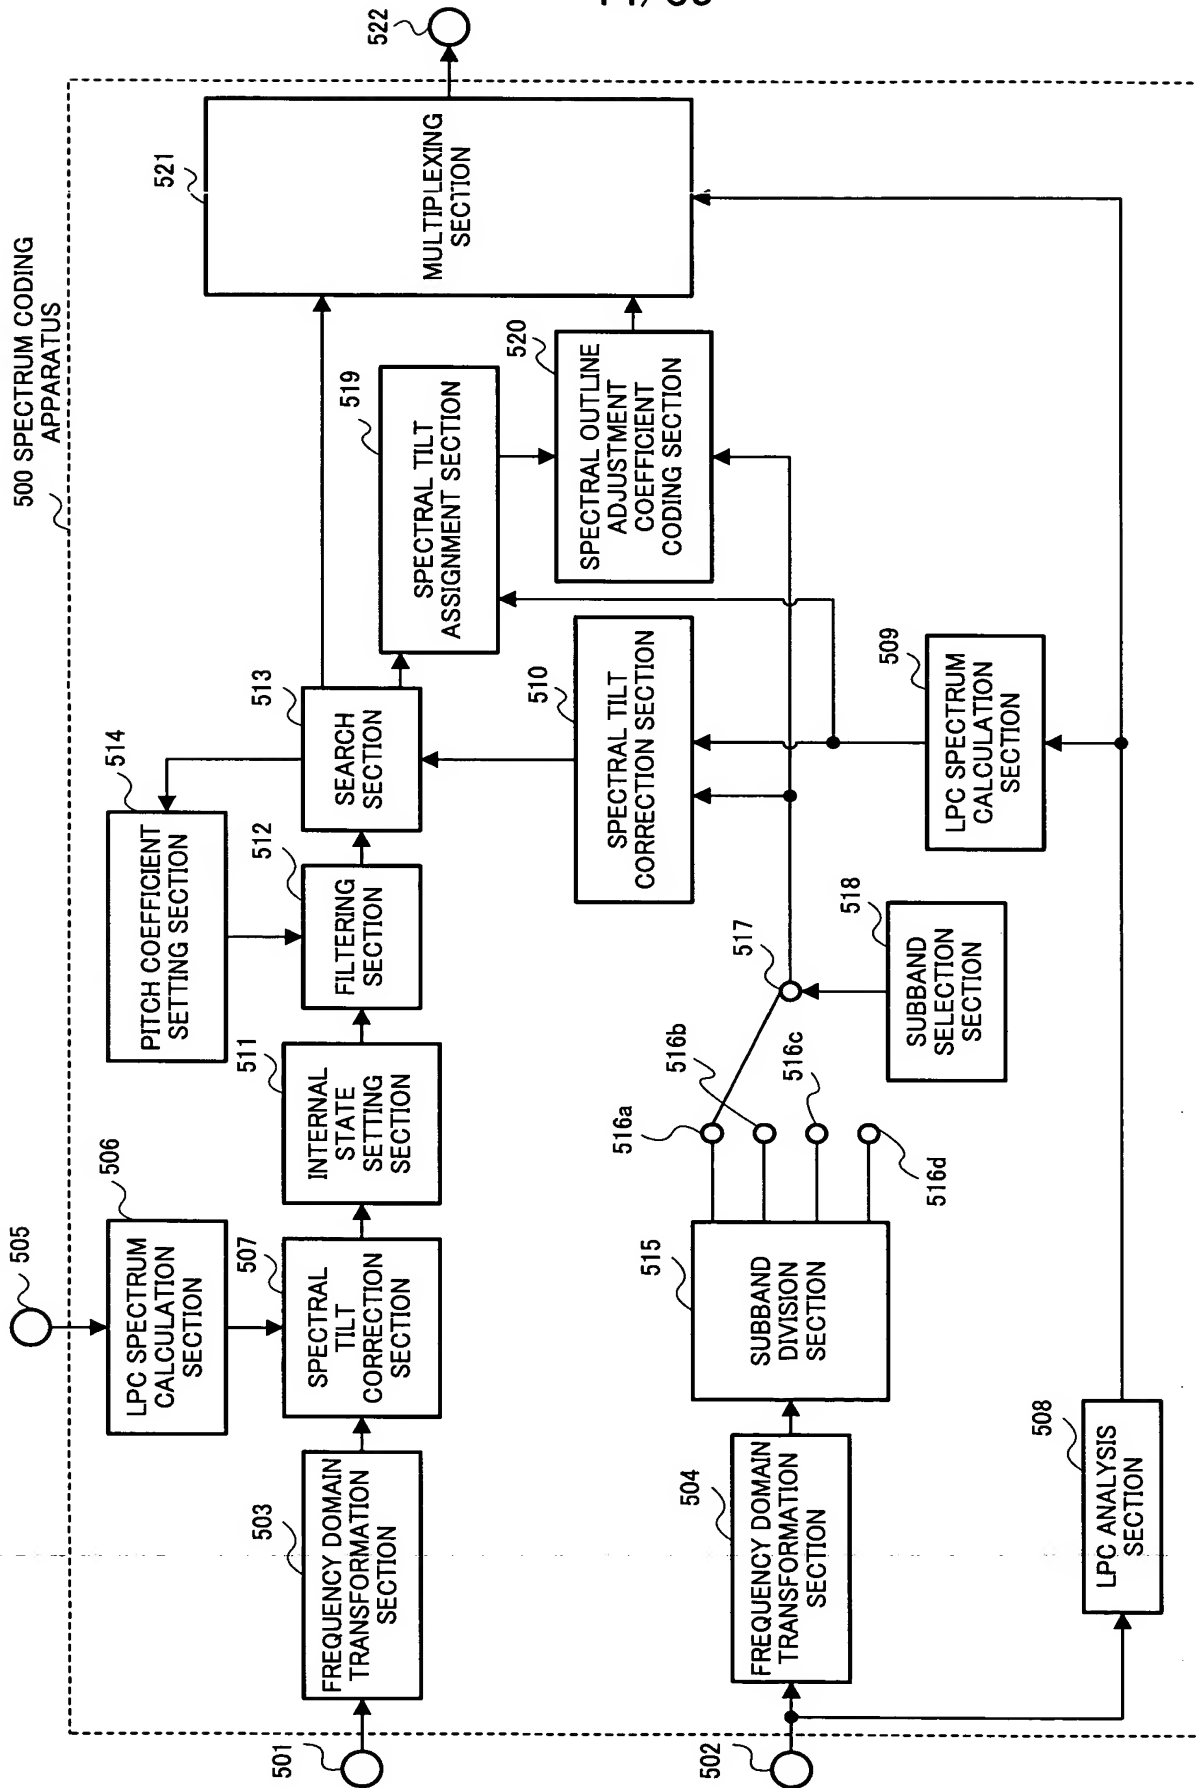 500 SPECTRUM CODING
APPARATUS
501
503
FREQUENCY DOMAIN
TRANSFORMATION
SECTION
505
506
LPC SPECTRUM
CALCULATION
SECTION
507
SPECTRAL
TILT
CORRECTION
SECTION
511
INTERNAL
STATE
SETTING
SECTION
514
PITCH COEFFICIENT
SETTING SECTION
512
FILTERING
SECTION
513
SEARCH
SECTION
519
SPECTRAL TILT
ASSIGNMENT SECTION
521
MULTIPLEXING
SECTION
522
510
SPECTRAL TILT
CORRECTION SECTION
520
SPECTRAL OUTLINE
ADJUSTMENT
COEFFICIENT
CODING SECTION
502
504
FREQUENCY DOMAIN
TRANSFORMATION
SECTION
515
SUBBAND
DIVISION
SECTION
516a
516b
516c
516d
517
518
SUBBAND
SELECTION
SECTION
509
LPC SPECTRUM
CALCULATION
SECTION
508
LPC ANALYSIS
SECTION